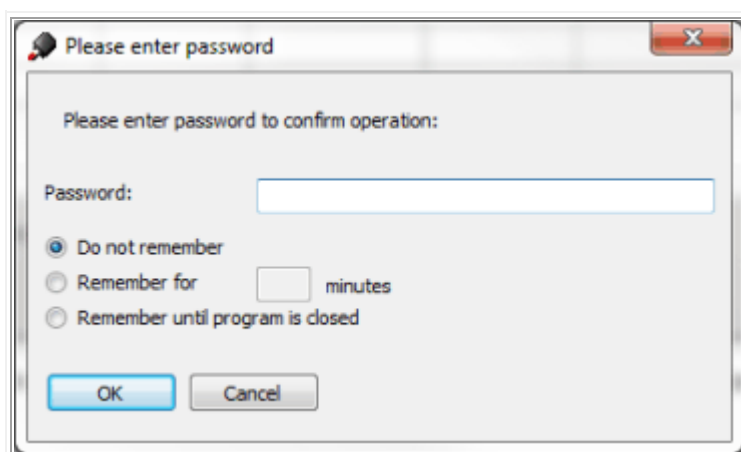 Please enter password
Please enter password to confirm operation:
Password:
Do not remember
Remember for minutes
Remember until program is closed
OK Cancel